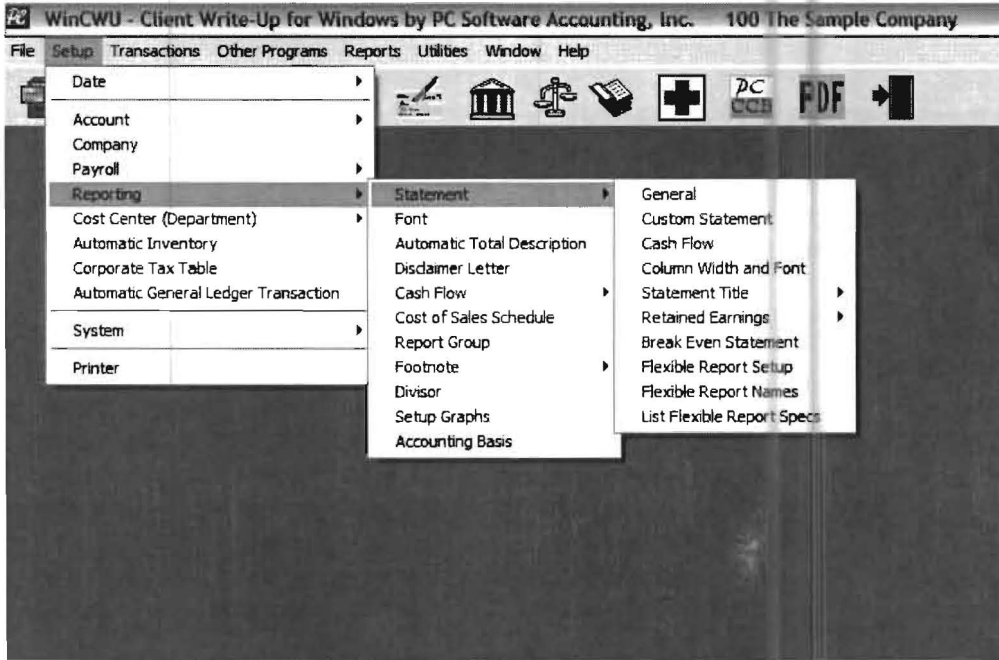 WinCWU - Client Write-Up for Windows by PC Software Accounting, Inc. 100 The Sample Company
File Setup Transactions Other Programs Reports Utilities Window Help
PC CCB PDF
Date
Account
Company
Payroll
Reporting
Cost Center (Department)
Automatic Inventory
Corporate Tax Table
Automatic General Ledger Transaction
System
Printer
Statement
Font
Automatic Total Description
Disclaimer Letter
Cash Flow
Cost of Sales Schedule
Report Group
Footnote
Divisor
Setup Graphs
Accounting Basis
General
Custom Statement
Cash Flow
Column Width and Font
Statement Title
Retained Earnings
Break Even Statement
Flexible Report Setup
Flexible Report Names
List Flexible Report Specs